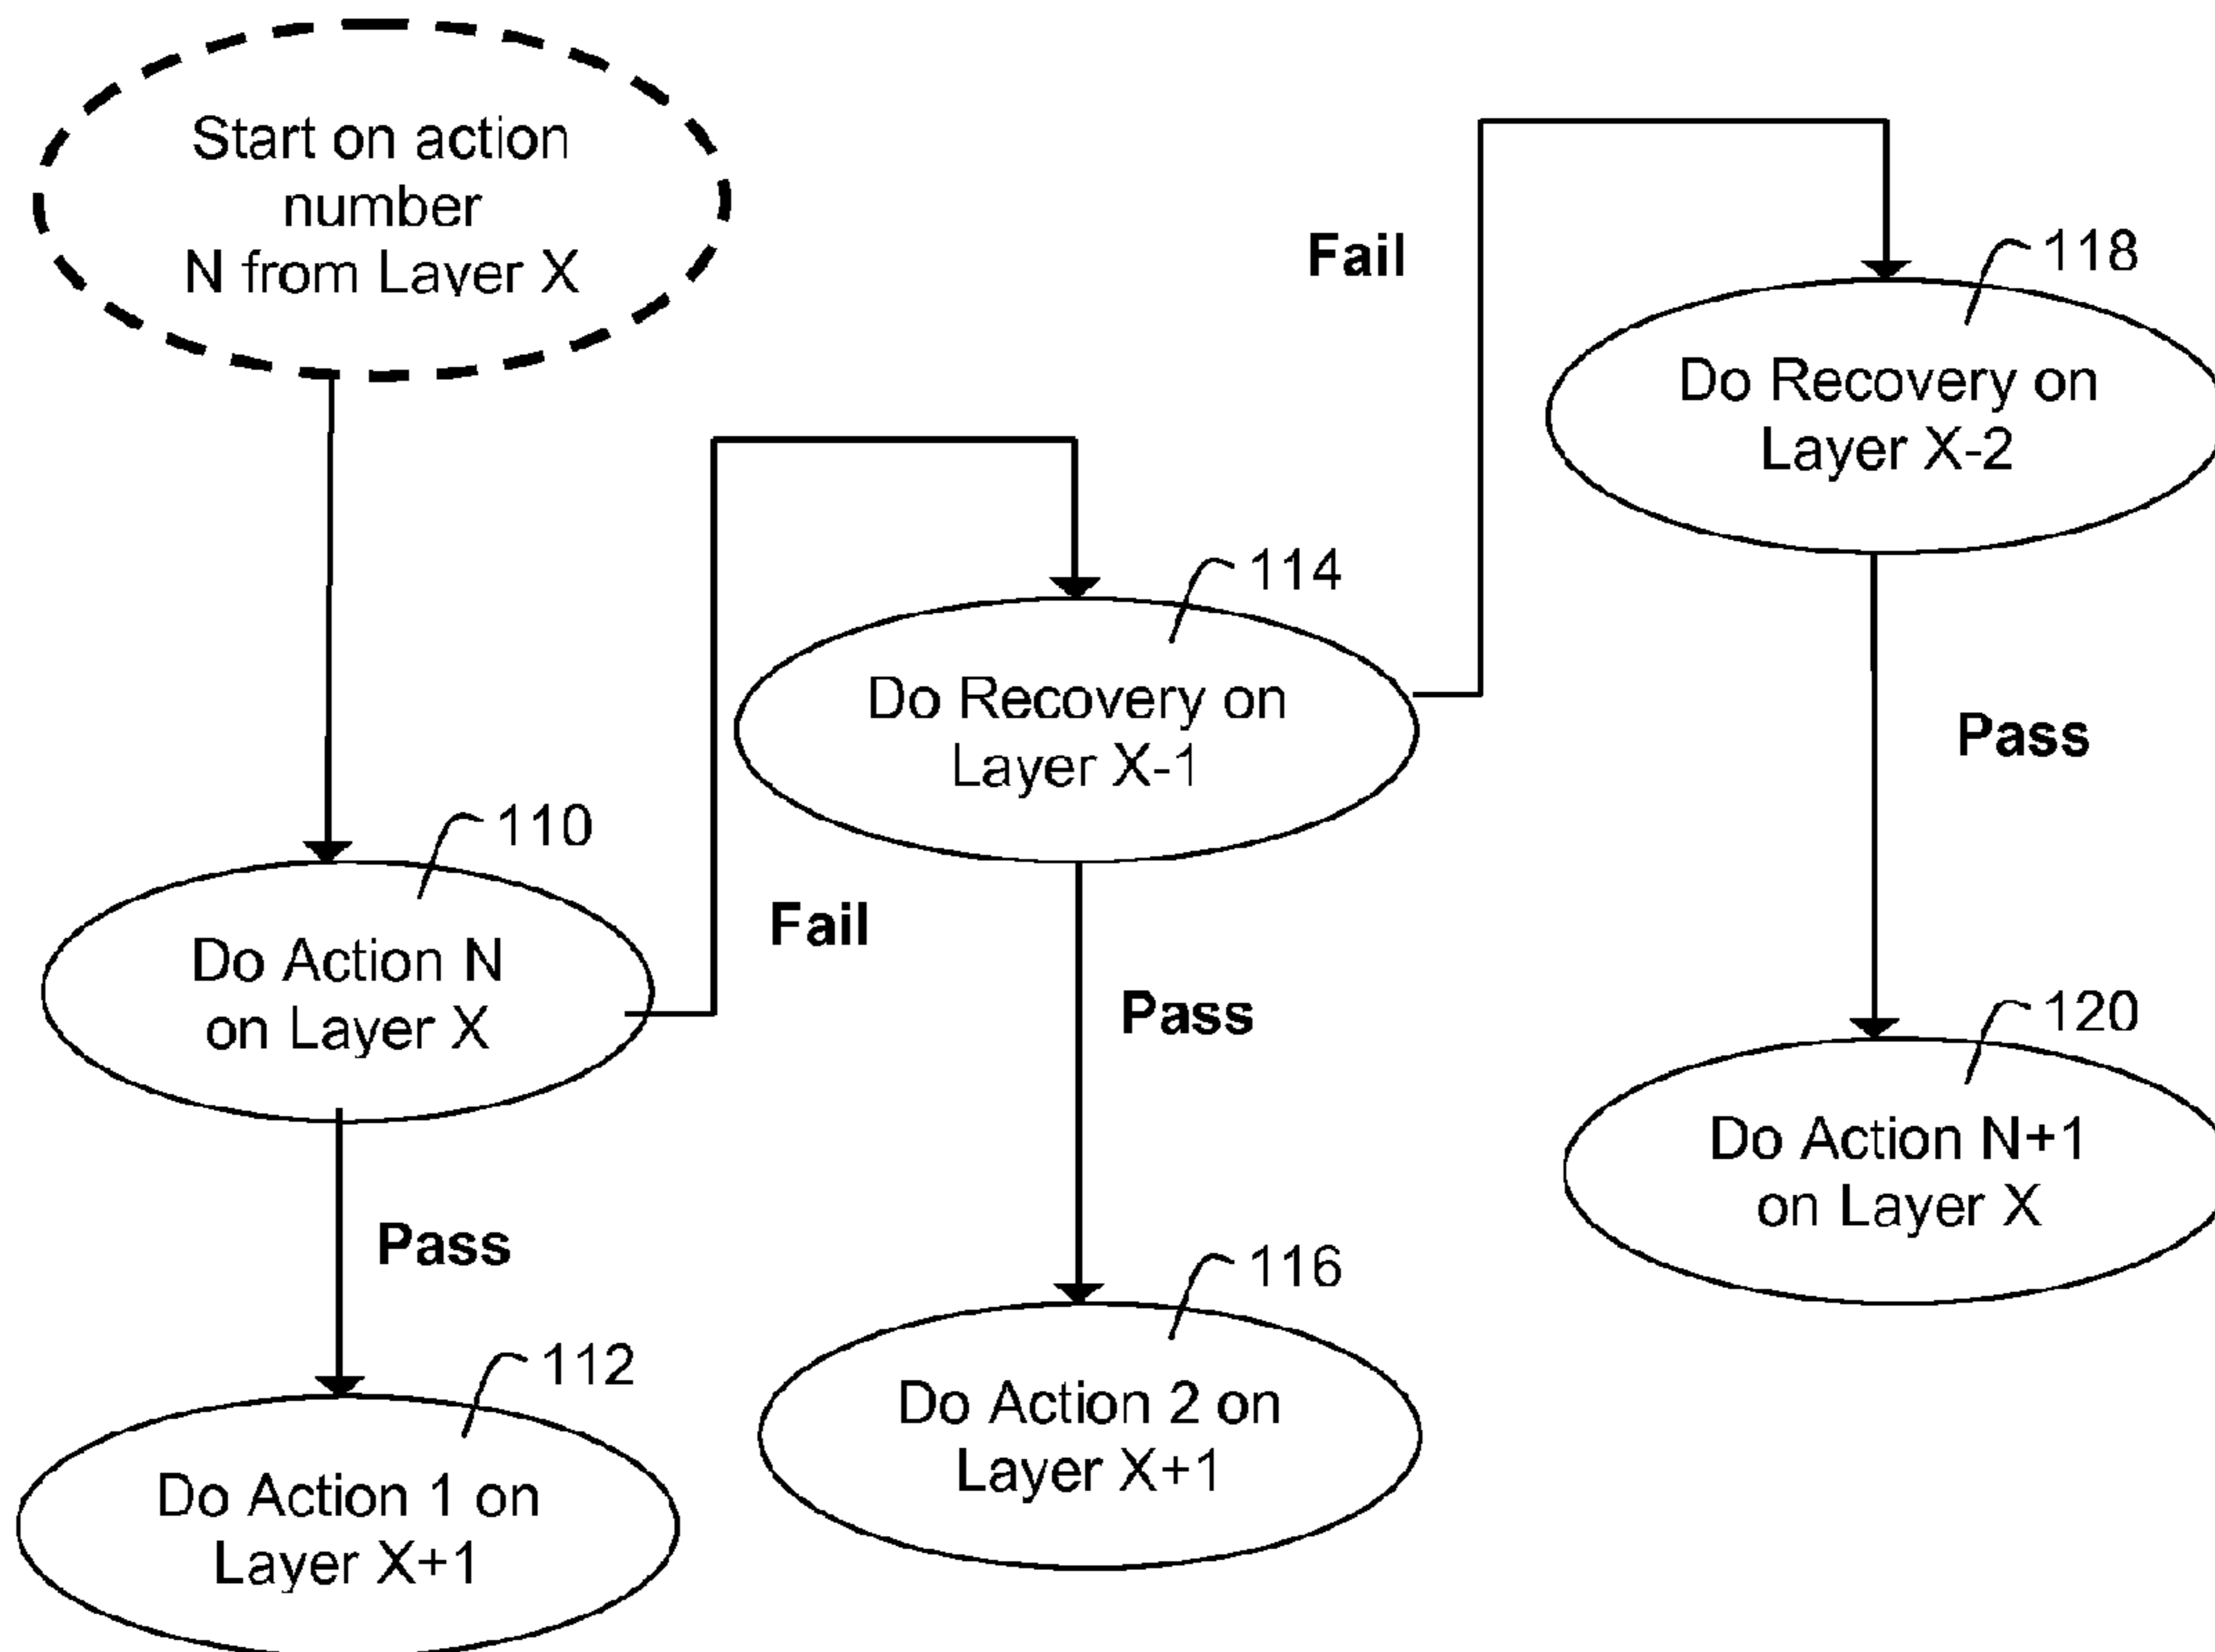 Start on action
number
N from Layer X
Fail
118
Do Recovery on
Layer X-2
114
Do Recovery on
Layer X-1
Pass
110
Do Action N
on Layer X
Fail
Pass
120
Do Action N+1
on Layer X
Pass
116
Do Action 2 on
Layer X+1
112
Do Action 1 on
Layer X+1